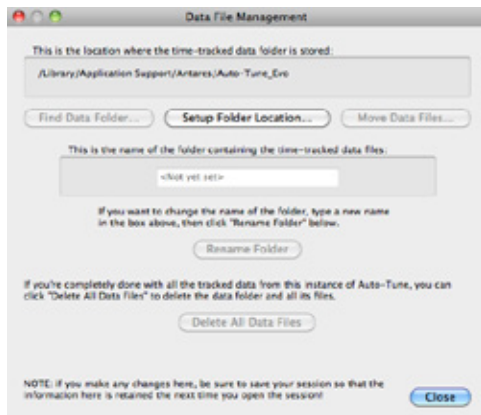 Data File Management
This is the location where the time-tracked data folder is stored:
/Library/Application Support/Antares/Auto-Tune_Evo
Find Data Folder... Setup Folder Location... Move Data Files...
This is the name of the folder containing the time-tracked data files:
<Not yet set>
If you want to change the name of the folder, type a new name
in the box above, then click "Rename Folder" below.
Rename Folder
If you're completely done with all the tracked data from this instance of Auto-Tune, you can
click "Delete All Data Files" to delete the data folder and all its files.
Delete All Data Files
NOTE: if you make any changes here, be sure to save your session so that the
information here is retained the next time you open the session!
Close